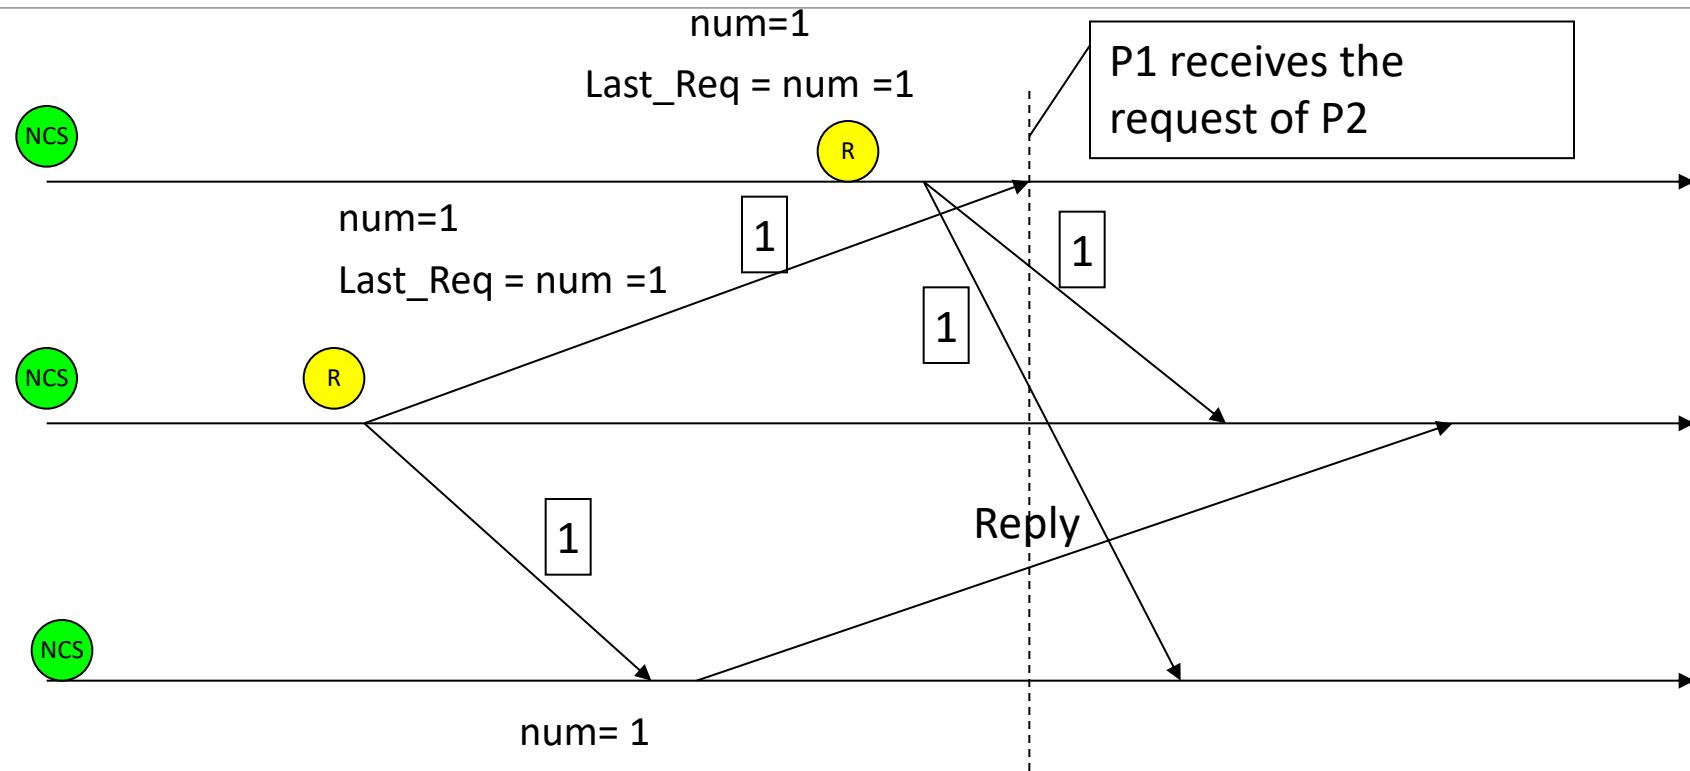 num=1
Last_Req = num =1
P1 receives the
request of P2
NCS
R
num=1
1
1
Last_Req = num =1
1
NCS
R
Reply
1
NCS
num= 1